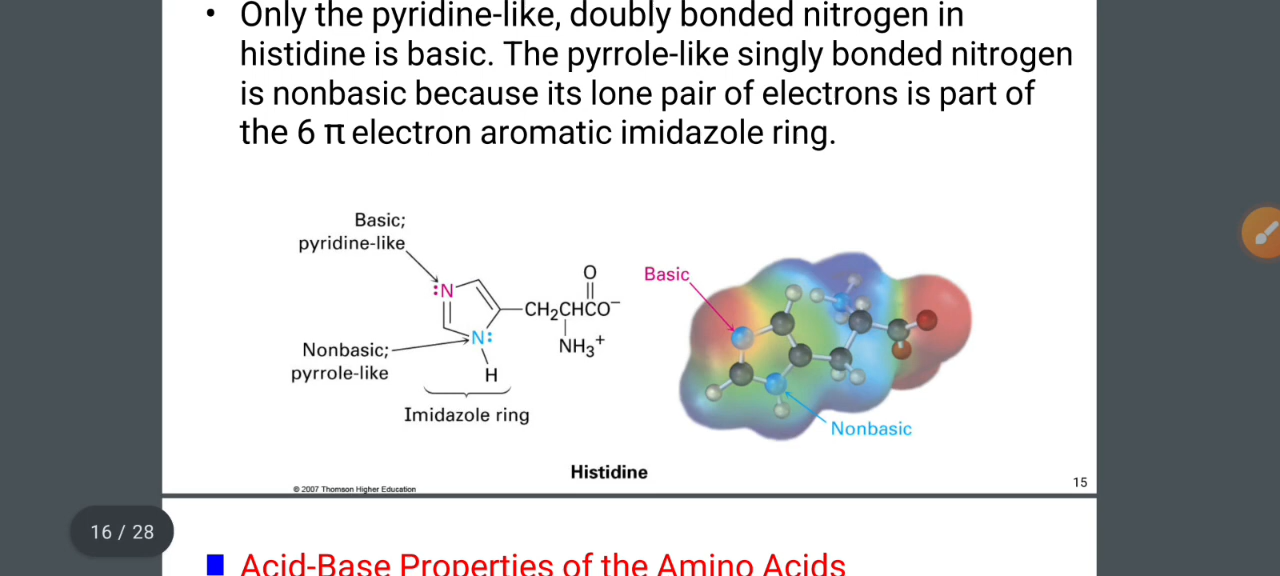 • Only the pyridine-like, doubly bonded nitrogen in
histidine is basic. The pyrrole-like singly bonded nitrogen
is nonbasic because its lone pair of electrons is part of
the 6 π electron aromatic imidazole ring.
Basic;
pyridine-like
:N
O
CH₂CHCO⁻
N:
NH₃⁺
H
Nonbasic;
pyrrole-like
Imidazole ring
Basic
Nonbasic
Histidine
© 2007 Thomson Higher Education
15
16 / 28
Acid-Base Properties of the Amino Acids